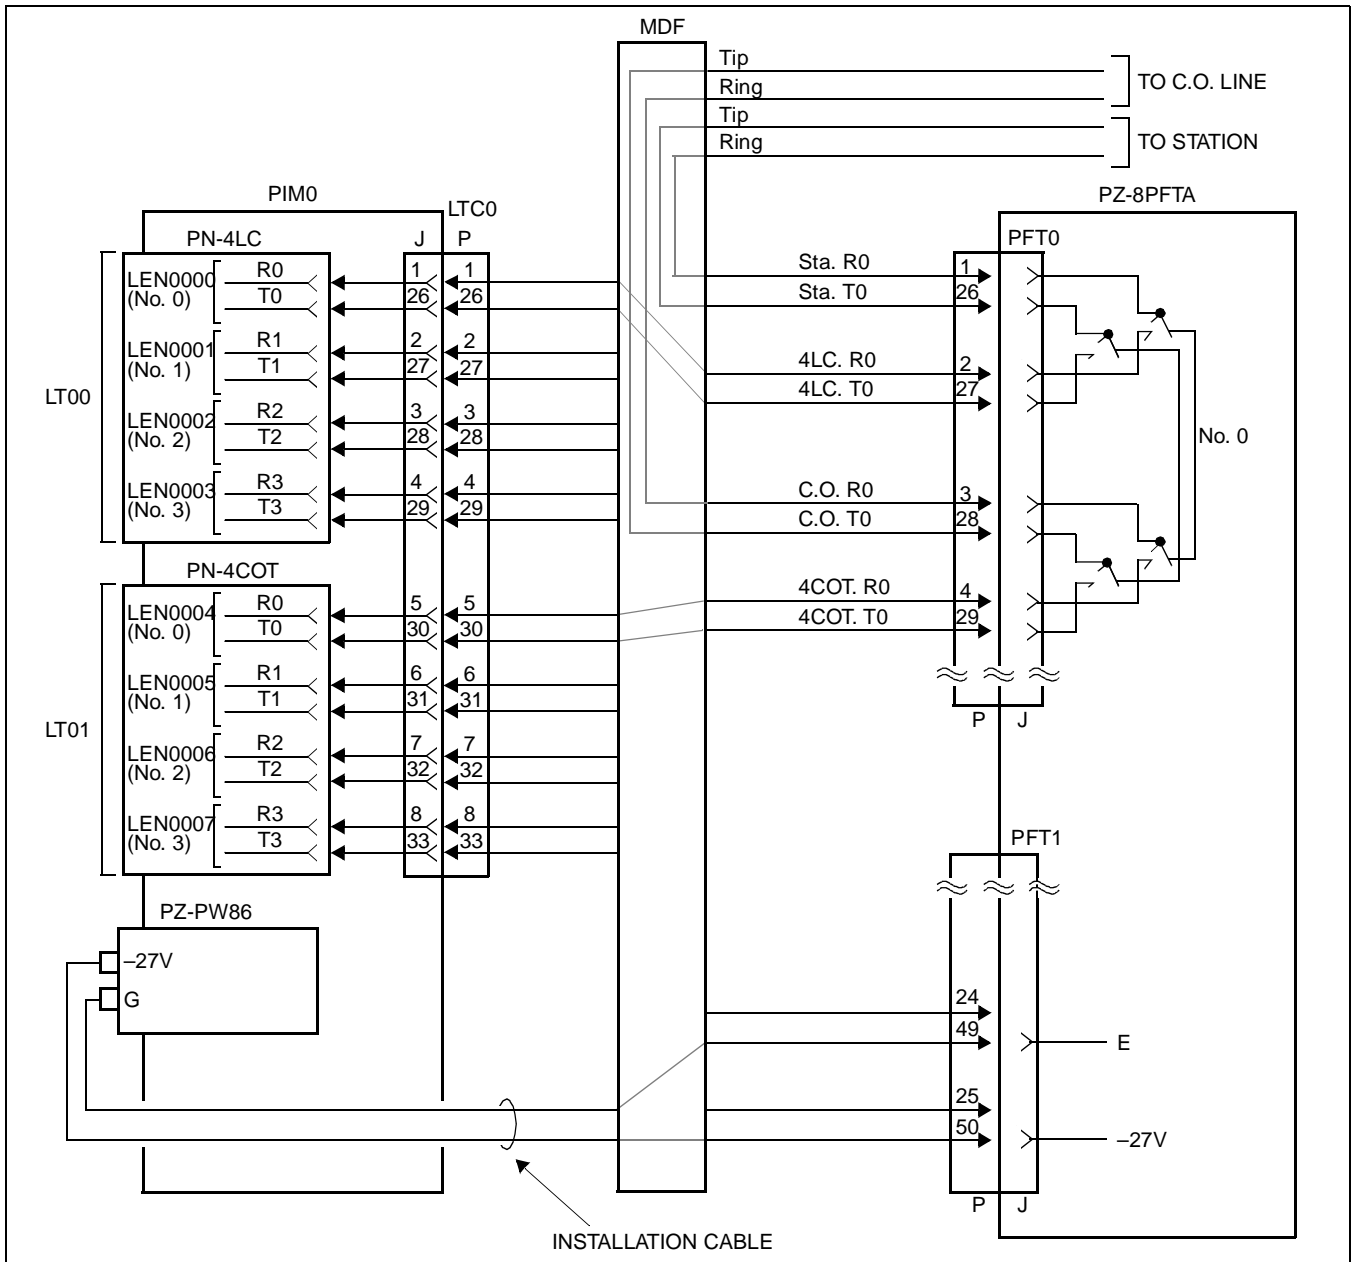 MDF
Tip
Ring
TO C.O. LINE
Tip
Ring
TO STATION
PIM0
LTC0
PZ-8PFTA
PN-4LC
J
P
PFT0
LT00
LEN0000
(No. 0)
R0
T0
1
26
1
26
LEN0001
(No. 1)
R1
T1
2
27
2
27
LEN0002
(No. 2)
R2
T2
3
28
3
28
LEN0003
(No. 3)
R3
T3
4
29
4
29
PN-4COT
LT01
LEN0004
(No. 0)
R0
T0
5
30
5
30
LEN0005
(No. 1)
R1
T1
6
31
6
31
LEN0006
(No. 2)
R2
T2
7
32
7
32
LEN0007
(No. 3)
R3
T3
8
33
8
33
Sta. R0
1
Sta. T0
26
4LC. R0
2
4LC. T0
27
C.O. R0
3
C.O. T0
28
4COT. R0
4
4COT. T0
29
No. 0
P
J
PZ-PW86
–27V
G
PFT1
24
49
E
25
50
–27V
P
J
INSTALLATION CABLE